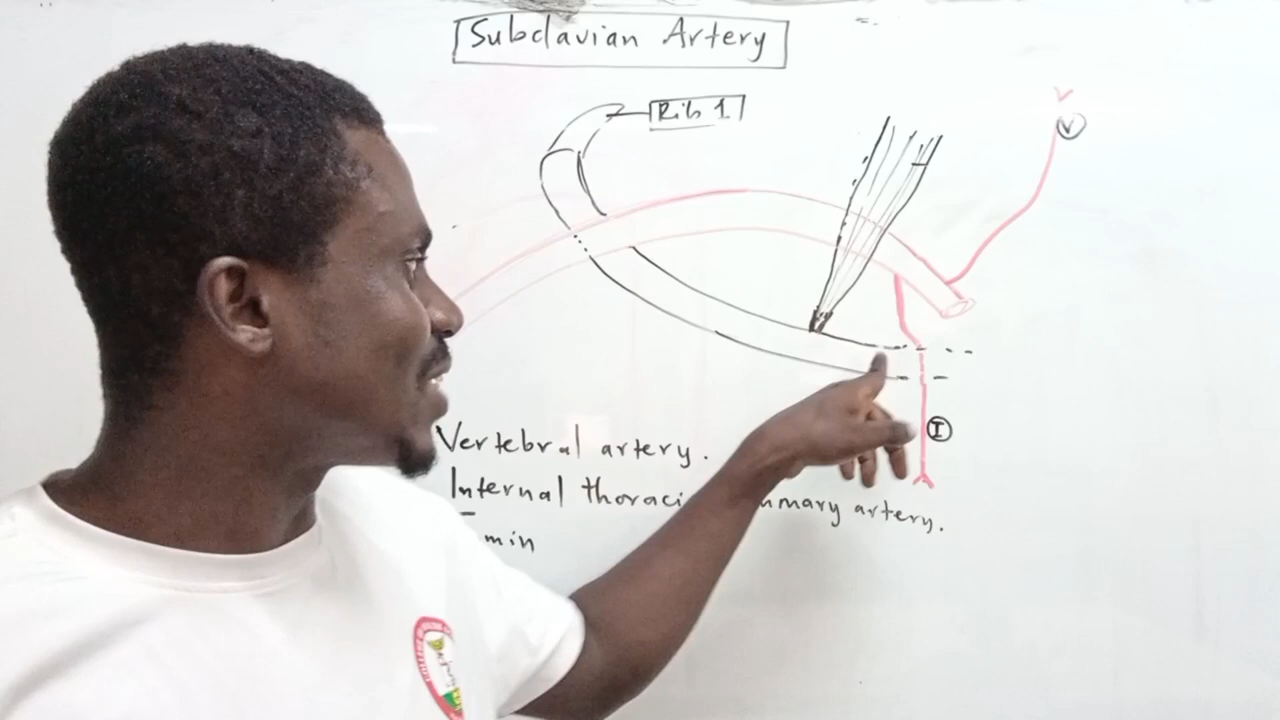 Subclavian Artery
Rib 1
V
I
Vertebral artery.
Internal thoraci mmary artery.
min